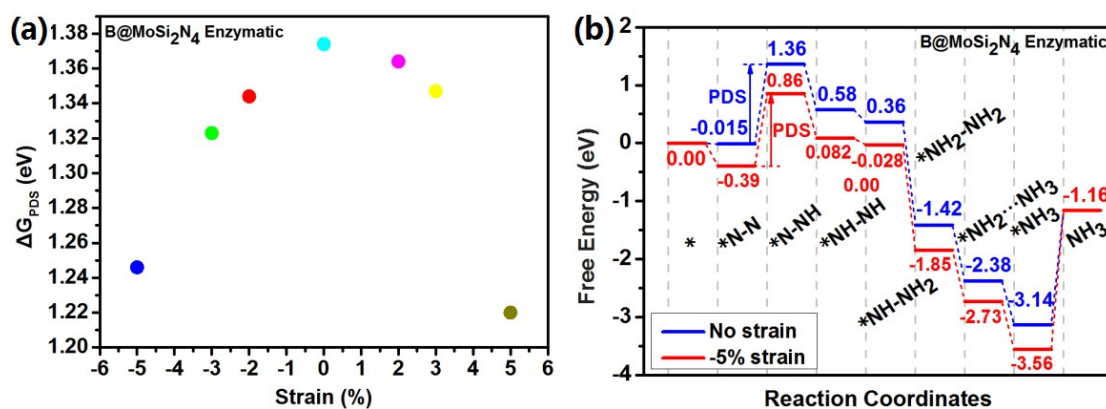 (a)
B@MoSi2N4 Enzymatic
ΔG_PDS (eV)
1.40
1.38
1.36
1.34
1.32
1.30
1.28
1.26
1.24
1.22
1.20
-6 -5 -4 -3 -2 -1 0 1 2 3 4 5 6
Strain (%)
(b)
B@MoSi2N4 Enzymatic
Free Energy (eV)
2
1
0
-1
-2
-3
-4
1.36
0.86
PDS
PDS
0.58
0.36
-0.015
0.00
-0.39
0.082
-0.028
0.00
*NH2-NH2
-1.42
*NH2···NH3
-1.16
*
*N-N
*N-NH
*NH-NH
*NH3
NH3
-1.85
-2.38
*NH-NH2
-2.73
-3.14
-3.56
No strain
-5% strain
Reaction Coordinates